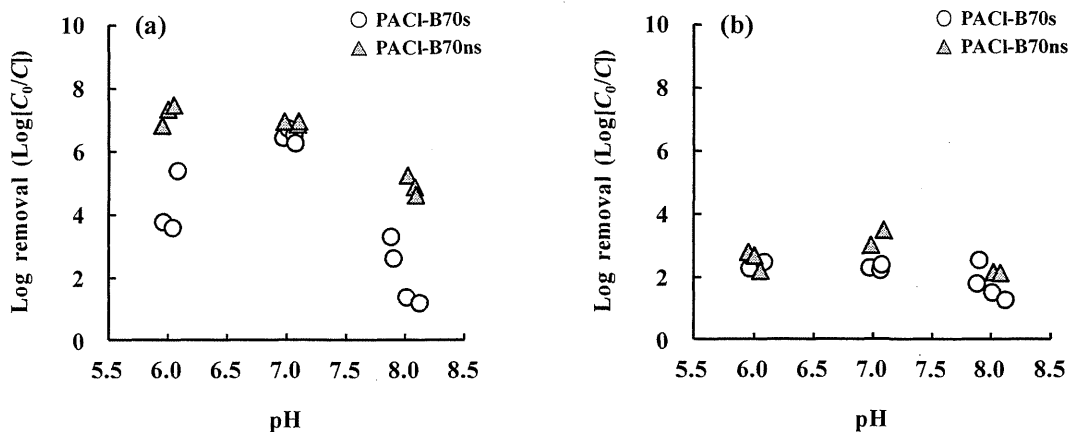 (a)
PACl-B70s
PACl-B70ns
Log removal (Log[C₀/C])
10
8
6
4
2
0
5.5 6.0 6.5 7.0 7.5 8.0 8.5
pH
(b)
PACl-B70s
PACl-B70ns
Log removal (Log[C₀/C])
10
8
6
4
2
0
5.5 6.0 6.5 7.0 7.5 8.0 8.5
pH